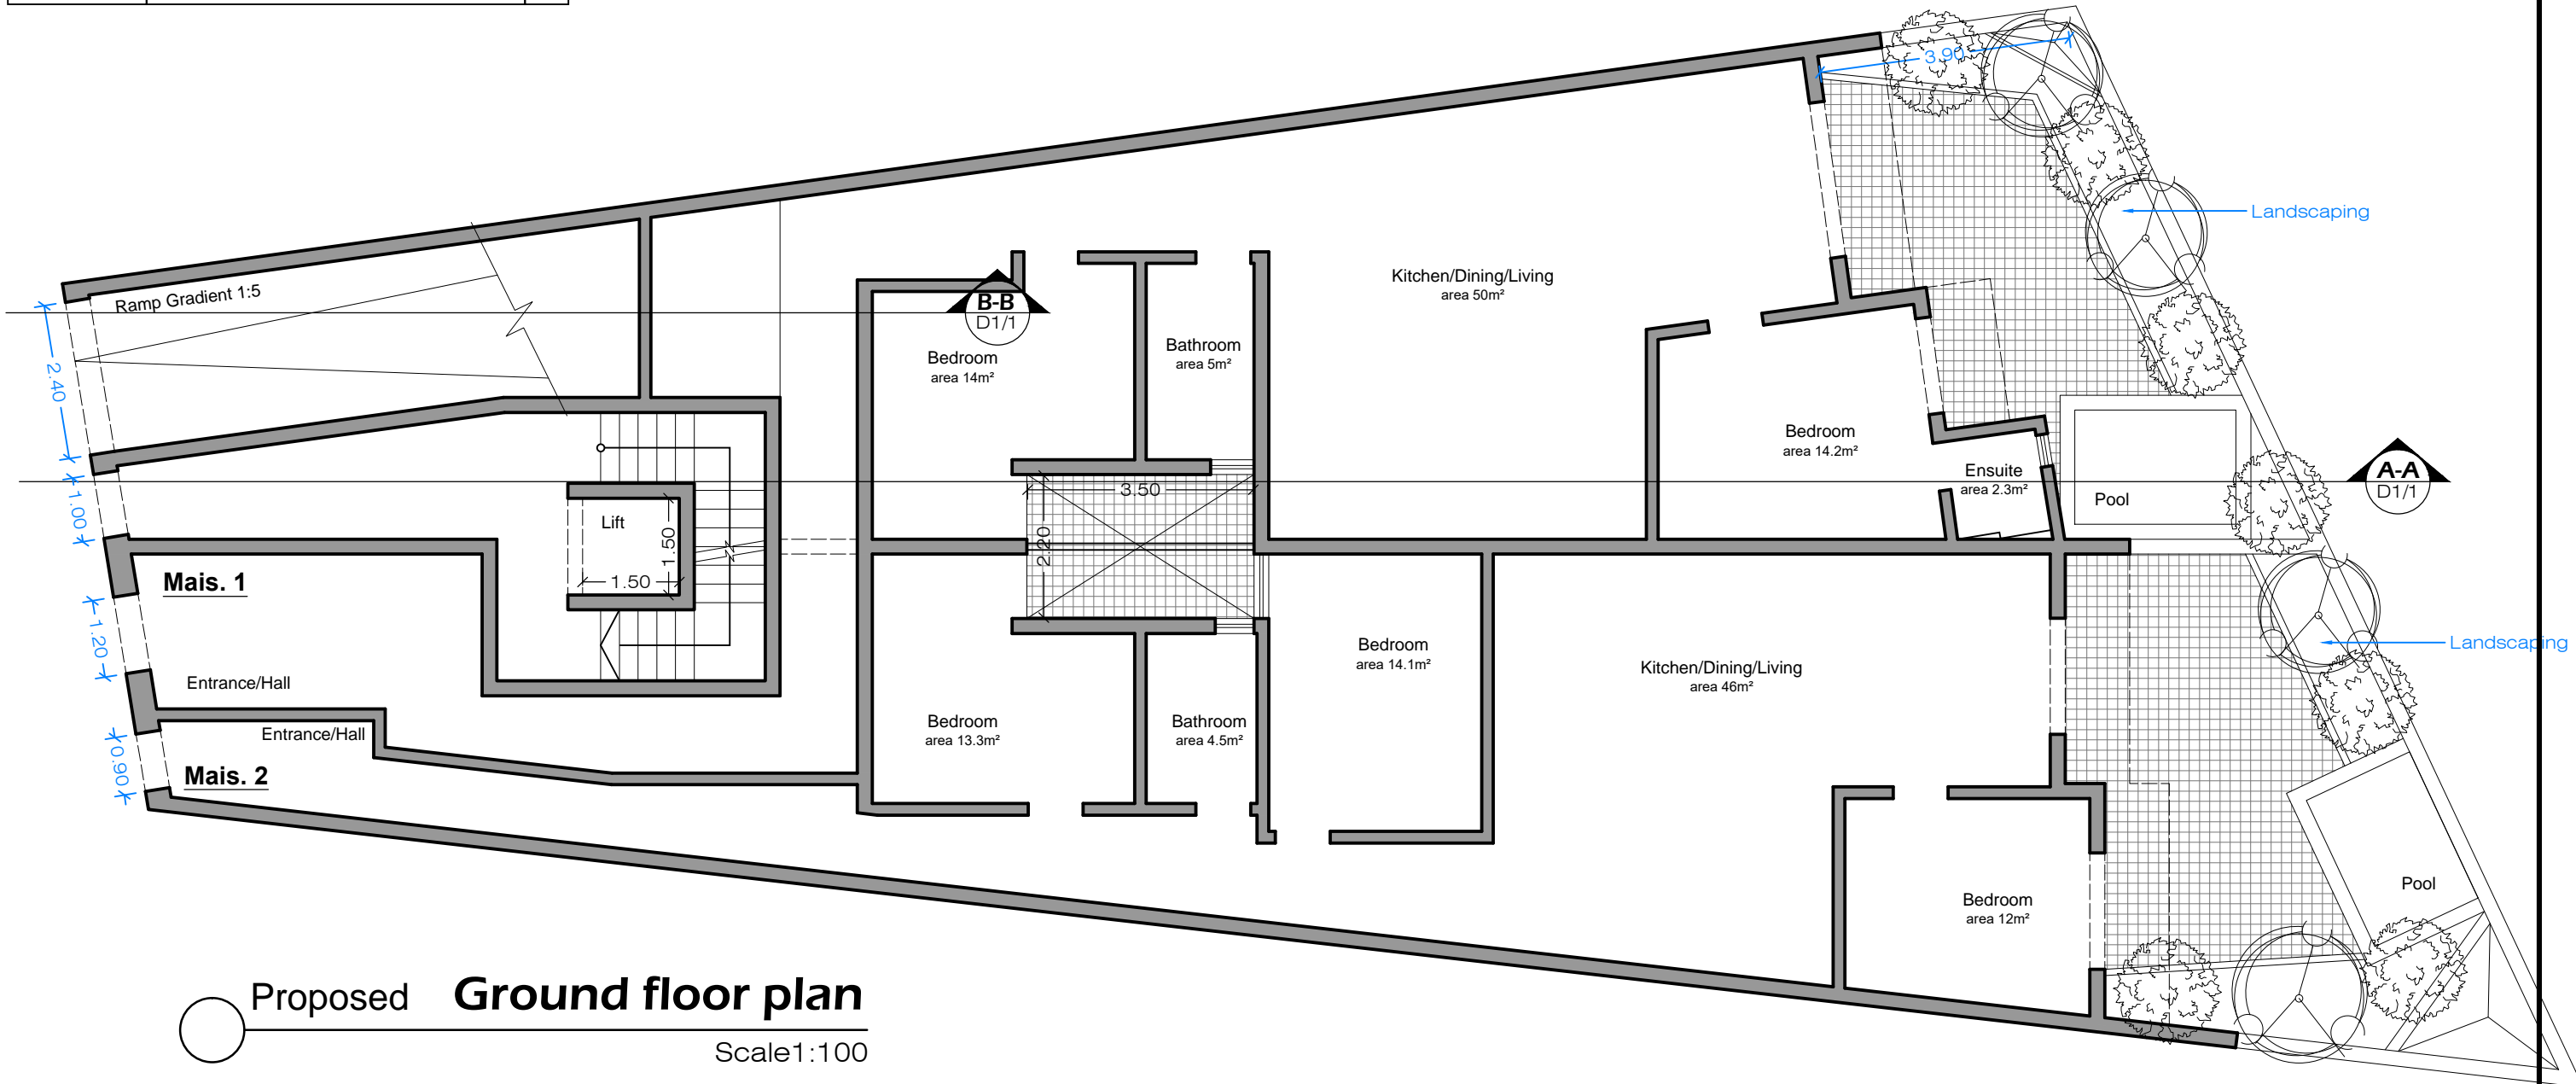 3.90
Landscaping
Ramp Gradient 1:5
Kitchen/Dining/Living
area 50m²
B-B
D1/1
2.40
Bedroom
area 14m²
Bathroom
area 5m²
Bedroom
area 14.2m²
Ensuite
area 2.3m²
A-A
D1/1
Pool
3.50
1.00
Lift
1.50
1.50
2.20
Mais. 1
1.20
Landscaping
Bedroom
area 14.1m²
Kitchen/Dining/Living
area 46m²
Entrance/Hall
Entrance/Hall
Bedroom
area 13.3m²
Bathroom
area 4.5m²
0.90
Mais. 2
Pool
Bedroom
area 12m²
Proposed Ground floor plan
Scale1:100